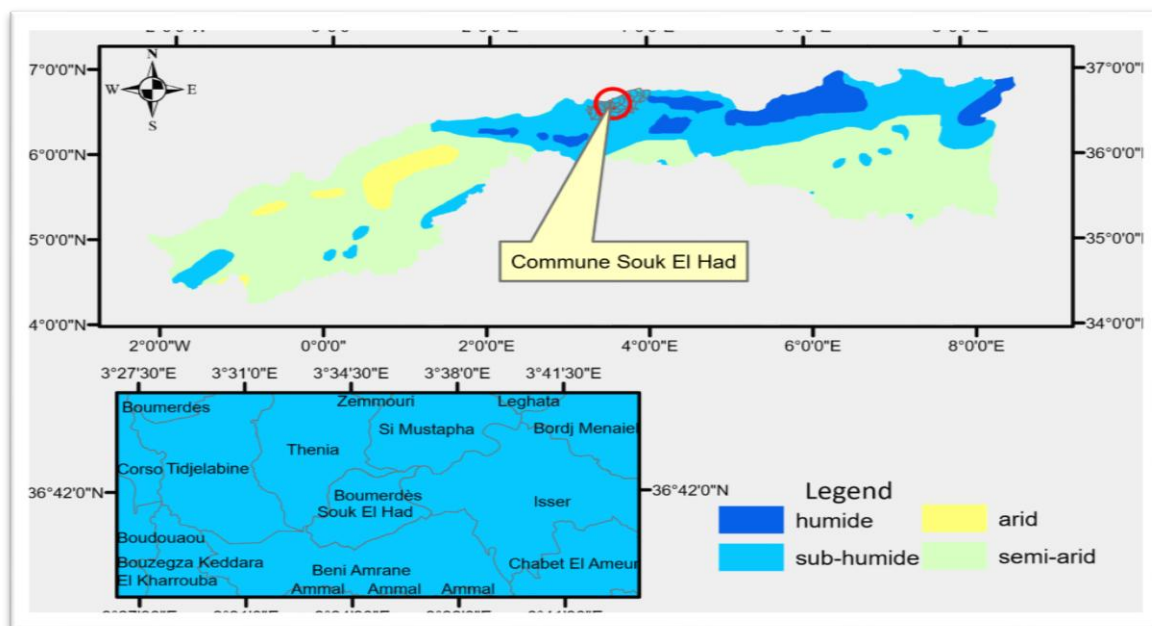 N
W E
S
7°0'0"N
37°0'0"
6°0'0"N
36°0'0"
5°0'0"N
35°0'0"
4°0'0"N
34°0'0"
Commune Souk El Had
2°0'0"W 0°0'0" 2°0'0"E 4°0'0"E 6°0'0"E 8°0'0"E
3°27'30"E 3°31'0"E 3°34'30"E 3°38'0"E 3°41'30"E
Boumerdès
Zemmouri
Leghata
Si Mustapha
Bordj Menaiel
Thenia
Corso Tidjelabine
36°42'0"N
36°42'0"N
Boumerdès
Souk El Had
Isser
Boudouaou
Bouzegza Keddara
El Kharrouba
Beni Amrane
Chabet El Ameur
Ammal Ammal Ammal
Legend
humide
arid
sub-humide
semi-arid